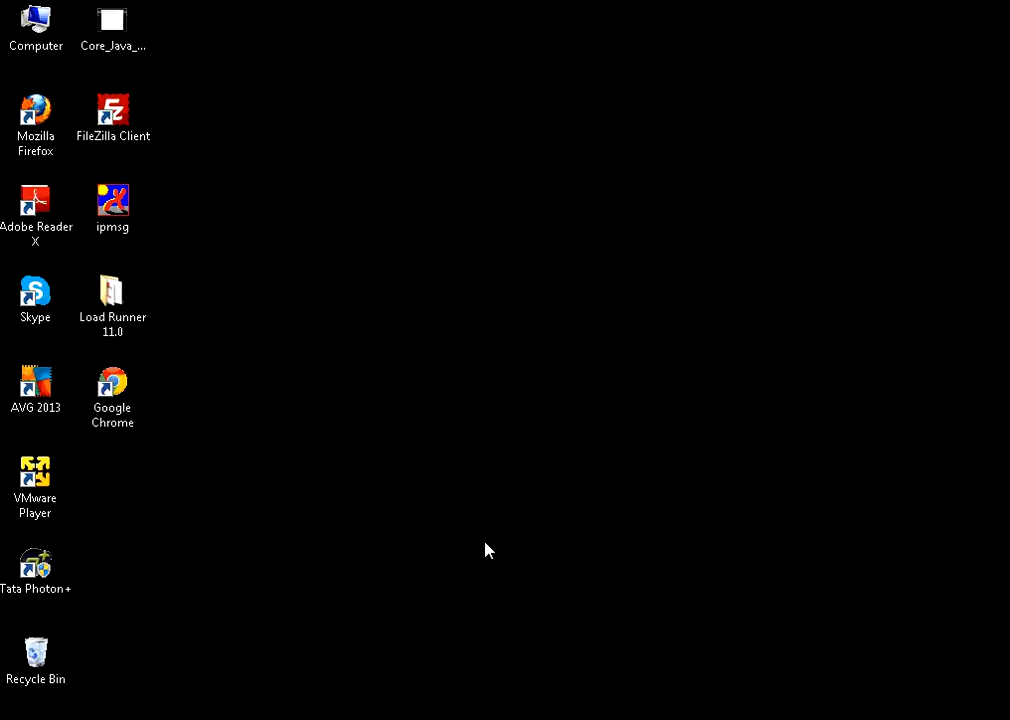 Computer
Core_Java_...
Mozilla
Firefox
FileZilla Client
Adobe Reader
X
ipmsg
Skype
Load Runner
11.0
AVG 2013
Google
Chrome
VMware
Player
Tata Photon+
Recycle Bin